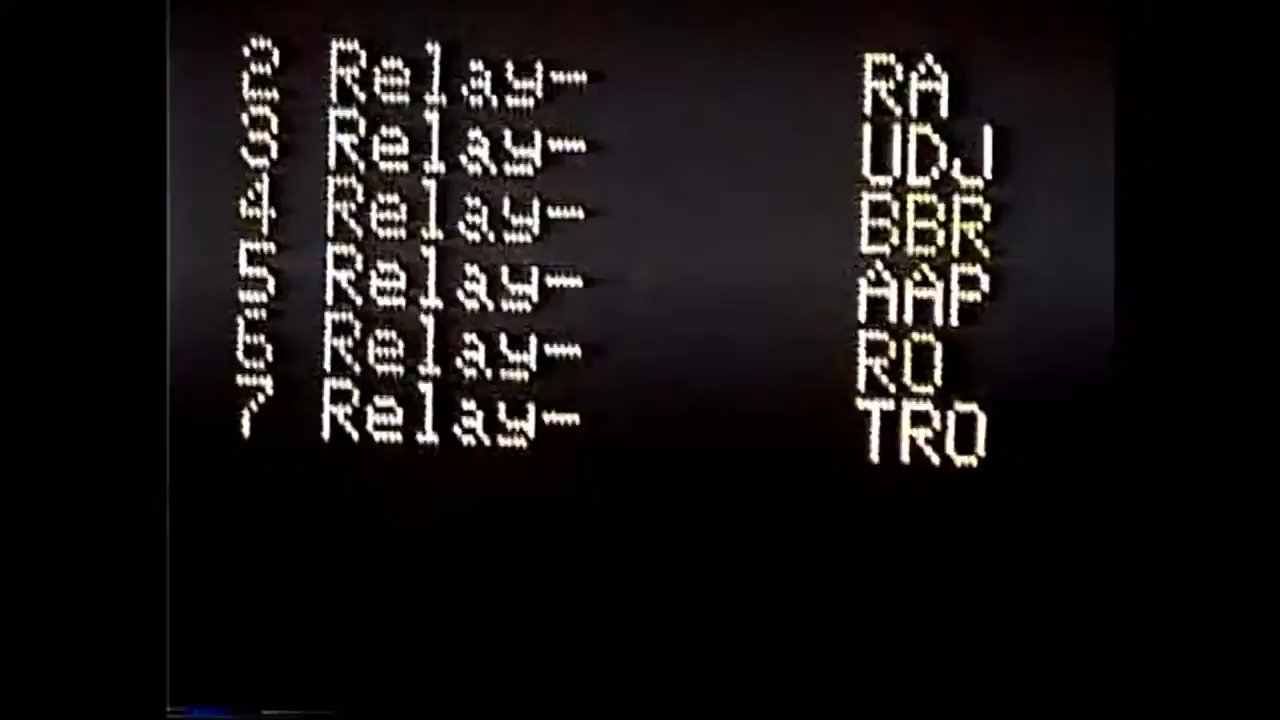 2 Relay- RA
3 Relay- UDJ
4 Relay- BBR
5 Relay- AAP
6 Relay- RO
7 Relay- TRO